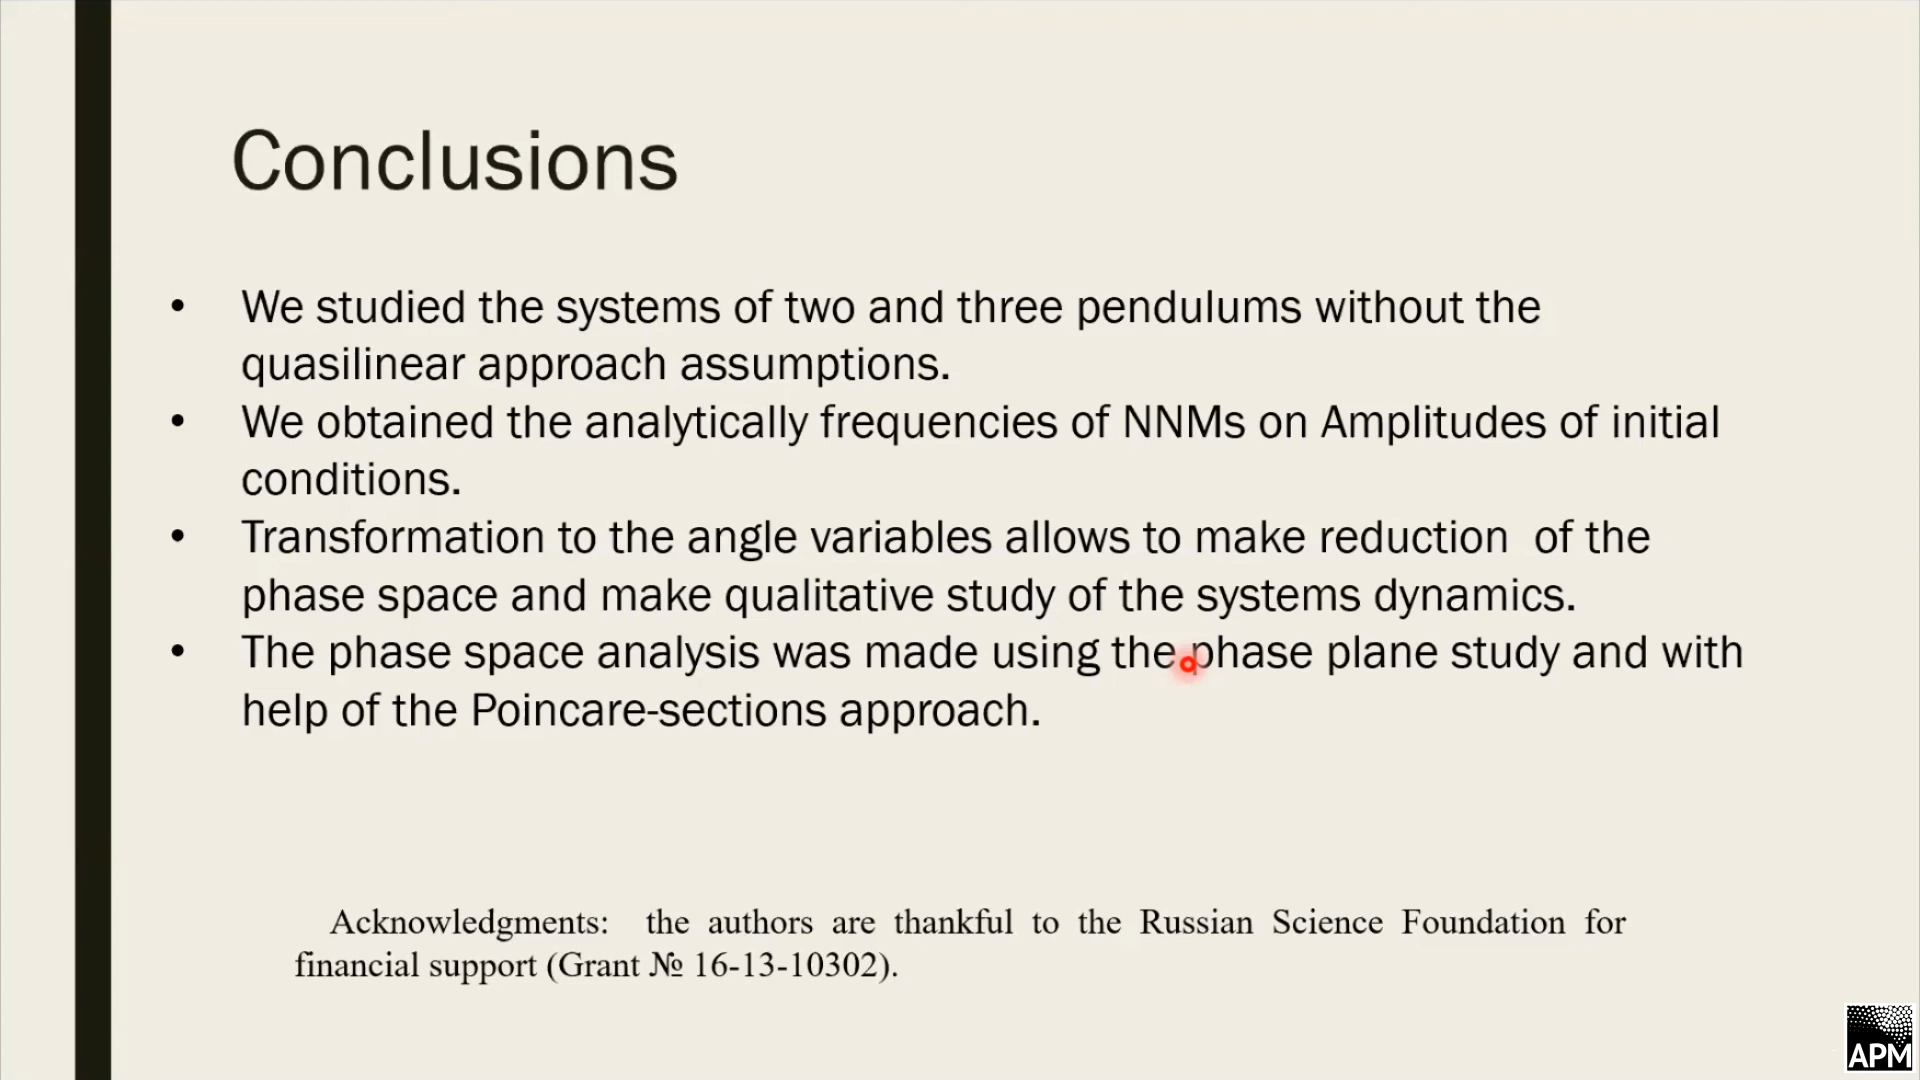 Conclusions
• We studied the systems of two and three pendulums without the
quasilinear approach assumptions.
• We obtained the analytically frequencies of NNMs on Amplitudes of initial
conditions.
• Transformation to the angle variables allows to make reduction  of the
phase space and make qualitative study of the systems dynamics.
• The phase space analysis was made using the phase plane study and with
help of the Poincare-sections approach.
Acknowledgments: the authors are thankful to the Russian Science Foundation for
financial support (Grant № 16-13-10302).
APM